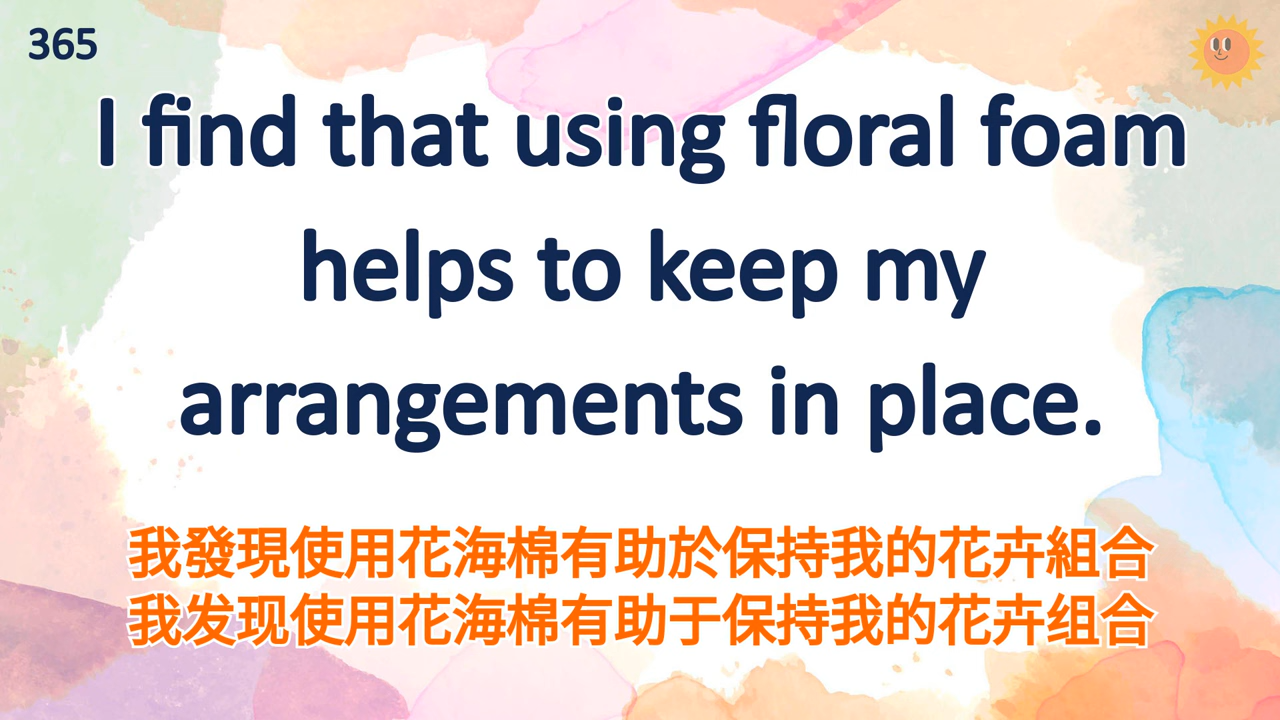 365
I find that using floral foam
helps to keep my
arrangements in place.
我發現使用花海棉有助於保持我的花卉組合
我发现使用花海棉有助于保持我的花卉组合